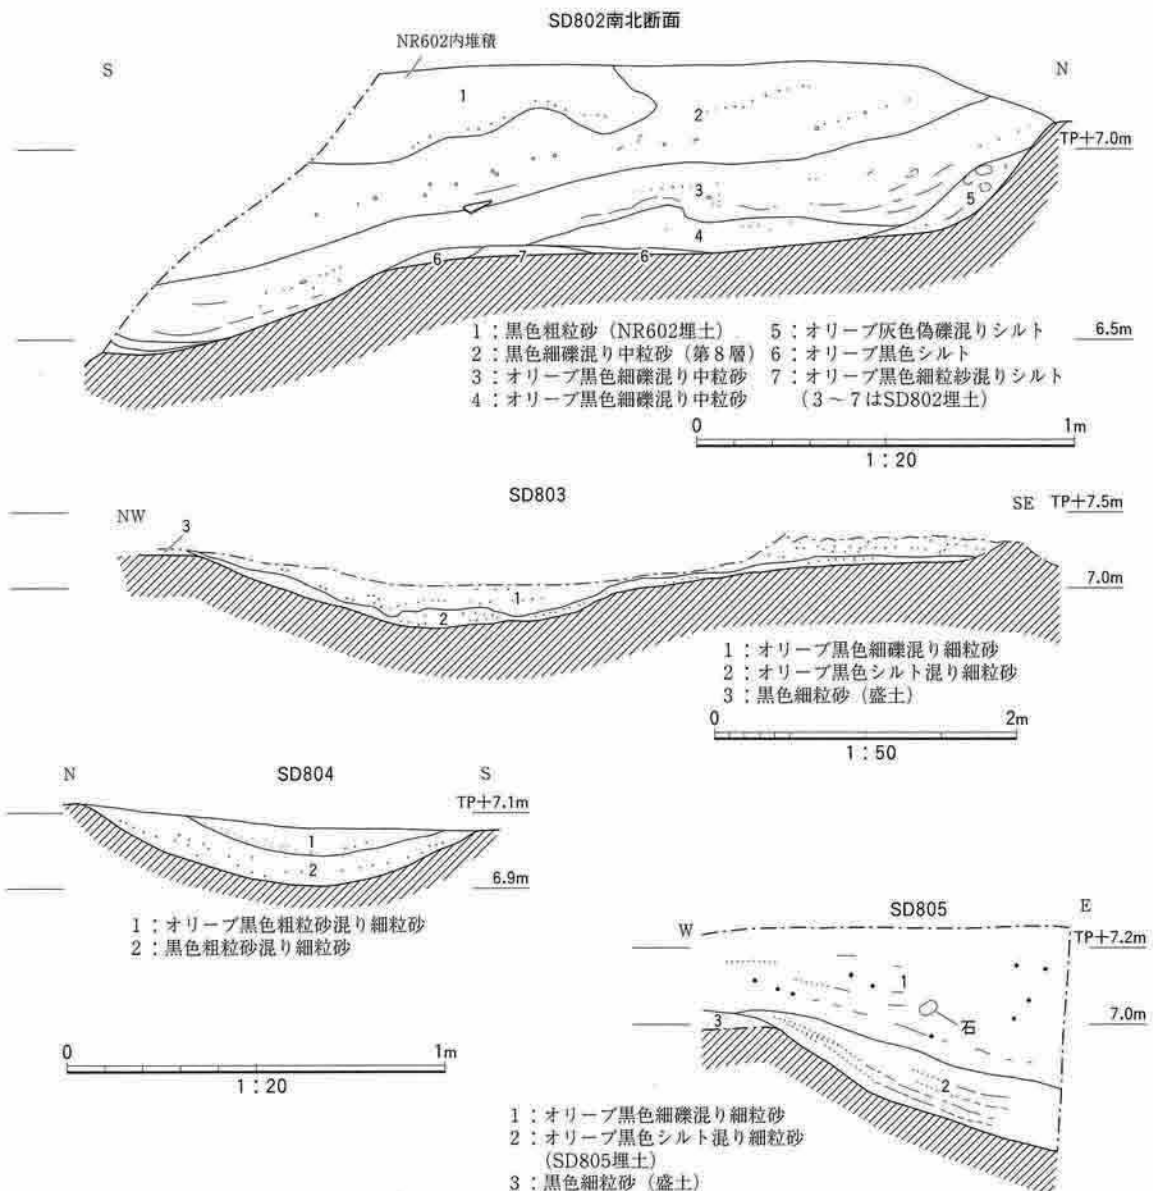 SD802南北断面
NR602内堆積
S
N
1
2
TP+7.0m
3
5
4
6
7
6
1：黒色粗粒砂（NR602埋土）
2：黒色細礫混り中粒砂（第８層）
3：オリーブ黒色細礫混り中粒砂
4：オリーブ黒色細礫混り中粒砂
5：オリーブ灰色偽礫混りシルト
6：オリーブ黒色シルト
7：オリーブ黒色細粒紗混りシルト
（３～７はSD802埋土）
6.5m
0
1m
1：20
SD803
NW
3
SE
TP+7.5m
1
7.0m
2
1：オリーブ黒色細礫混り細粒砂
2：オリーブ黒色シルト混り細粒砂
3：黒色細粒砂（盛土）
0
2m
1：50
N
SD804
S
TP+7.1m
1
2
6.9m
1：オリーブ黒色粗粒砂混り細粒砂
2：黒色粗粒砂混り細粒砂
0
1m
1：20
SD805
W
E
TP+7.2m
1
石
3
7.0m
2
1：オリーブ黒色細礫混り細粒砂
2：オリーブ黒色シルト混り細粒砂
(SD805埋土)
3：黒色細粒砂（盛土）